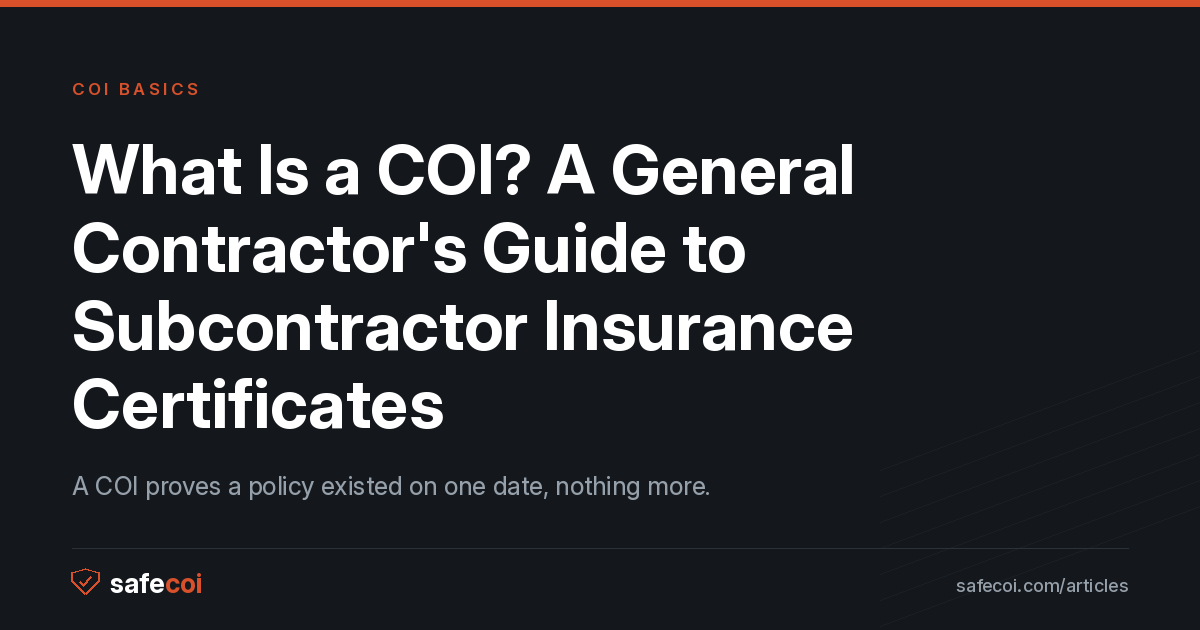 COI BASICS
What Is a COI? A General
Contractor's Guide to
Subcontractor Insurance
Certificates
A COI proves a policy existed on one date, nothing more.
safecoi
safecoi.com/articles